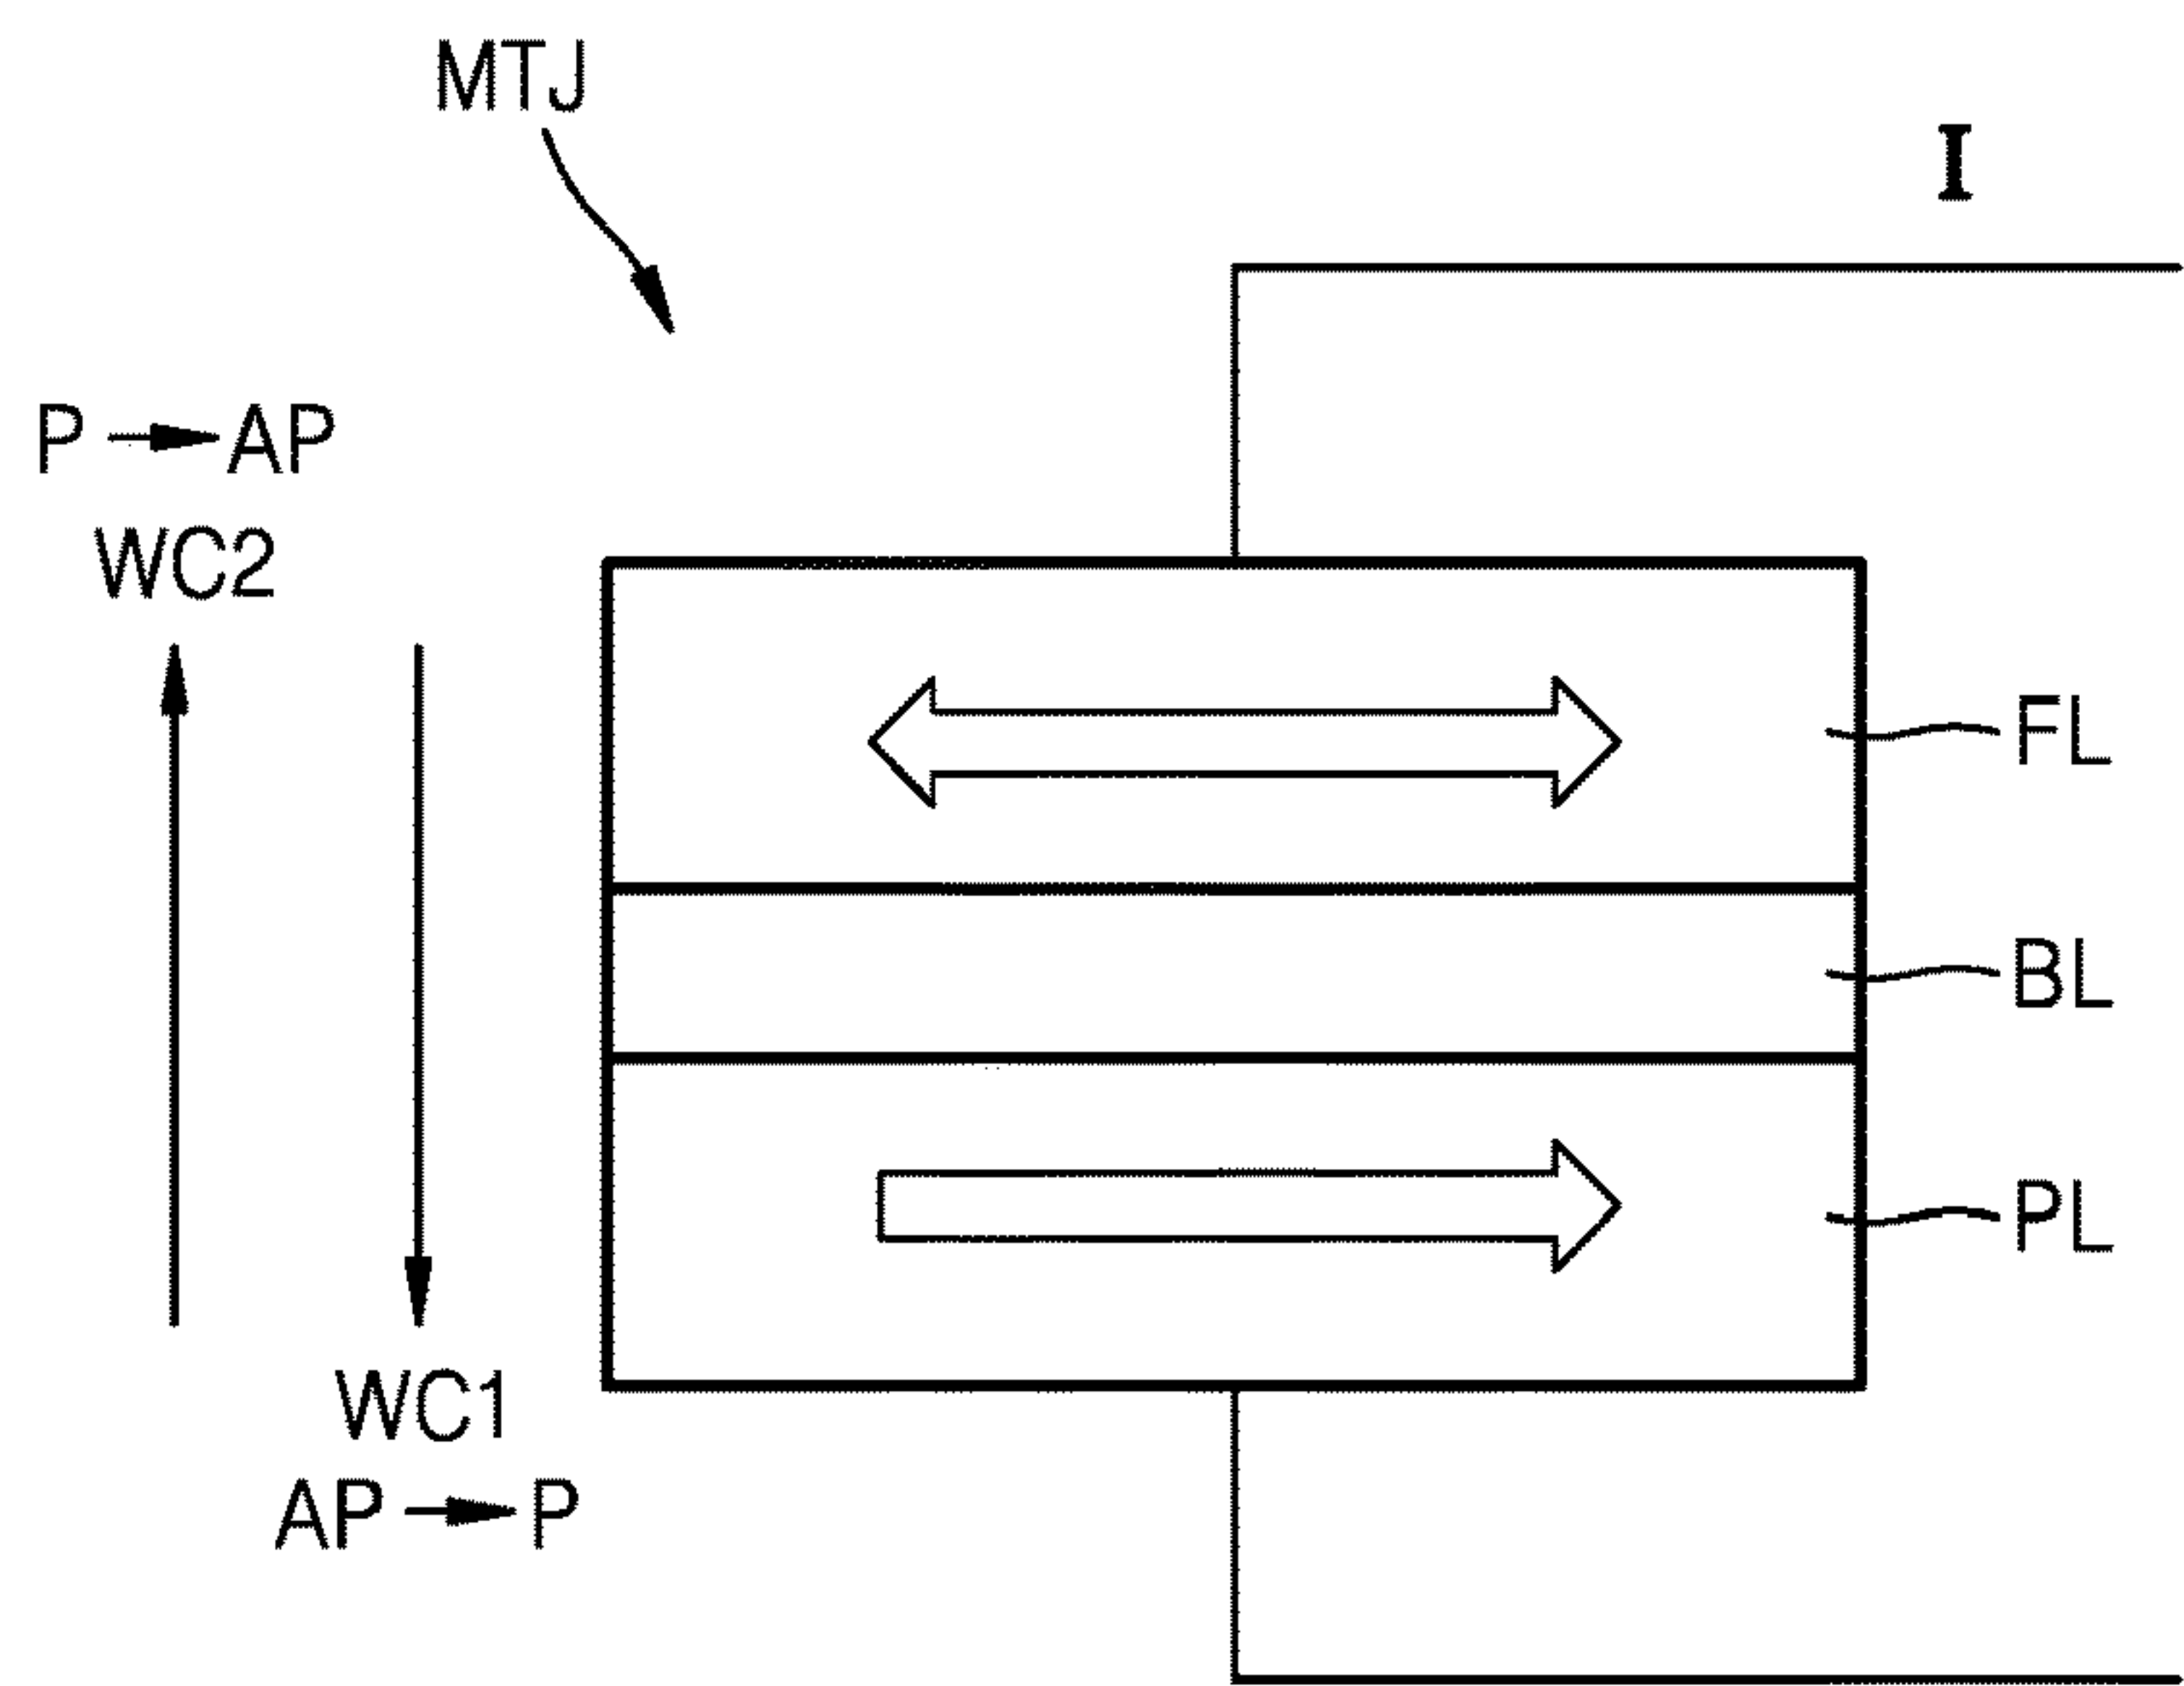 MTJ
I
P → AP
WC2
FL
BL
PL
WC1
AP → P